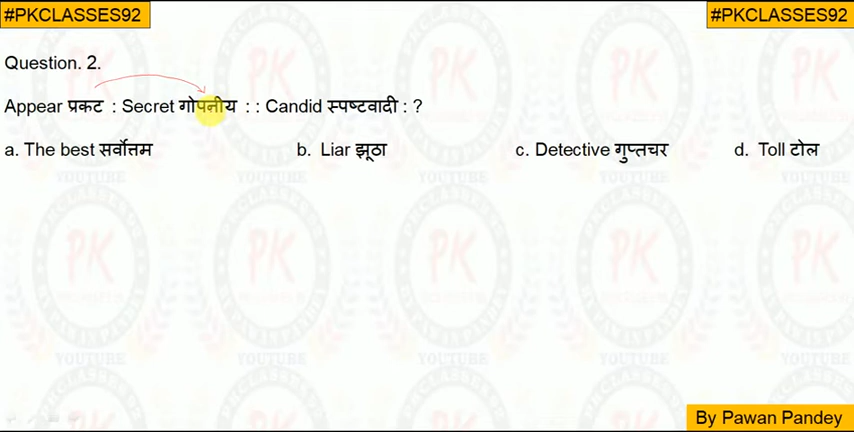 #PKCLASSES92 #PKCLASSES92
Question. 2.
Appear प्रकट : Secret गोपनीय : : Candid स्पष्टवादी : ?
a. The best सर्वोत्तम b. Liar झूठा c. Detective गुप्तचर d. Toll टोल
By Pawan Pandey